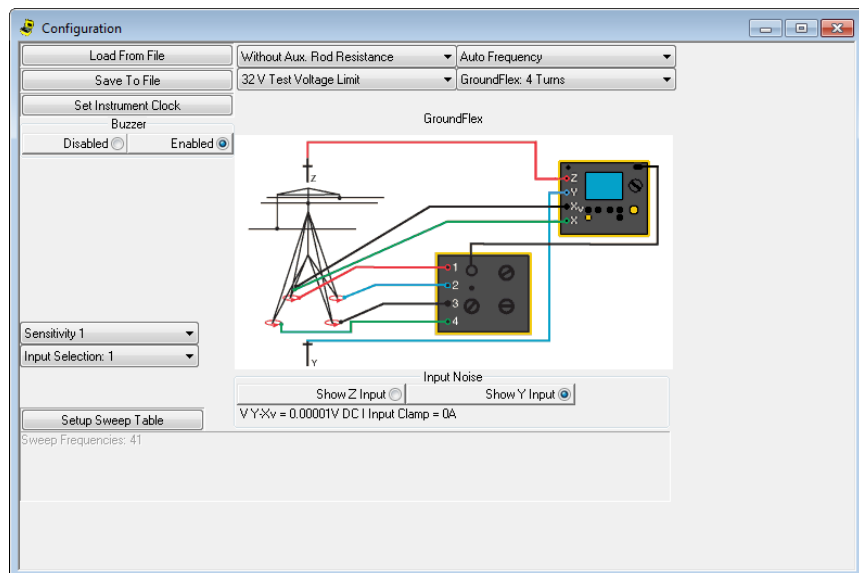 Configuration
Load From File
Without Aux. Rod Resistance
Auto Frequency
Save To File
32 V Test Voltage Limit
GroundFlex: 4 Turns
Set Instrument Clock
Buzzer
GroundFlex
Disabled
Enabled
Z
Z
Y
Xv
X
1
2
3
4
Sensitivity 1
Input Selection: 1
Y
Input Noise
Show Z Input
Show Y Input
V Y-Xv = 0.00001V DC I Input Clamp = 0A
Setup Sweep Table
Sweep Frequencies: 41